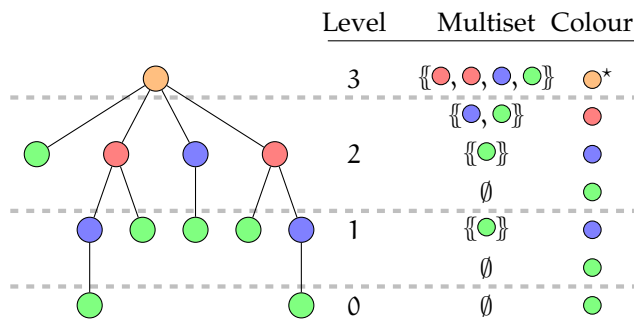 Level Multiset Colour
3 {{ , , , }} *
{{ , }}
2 {{ }}
∅
1 {{ }}
∅
0 ∅